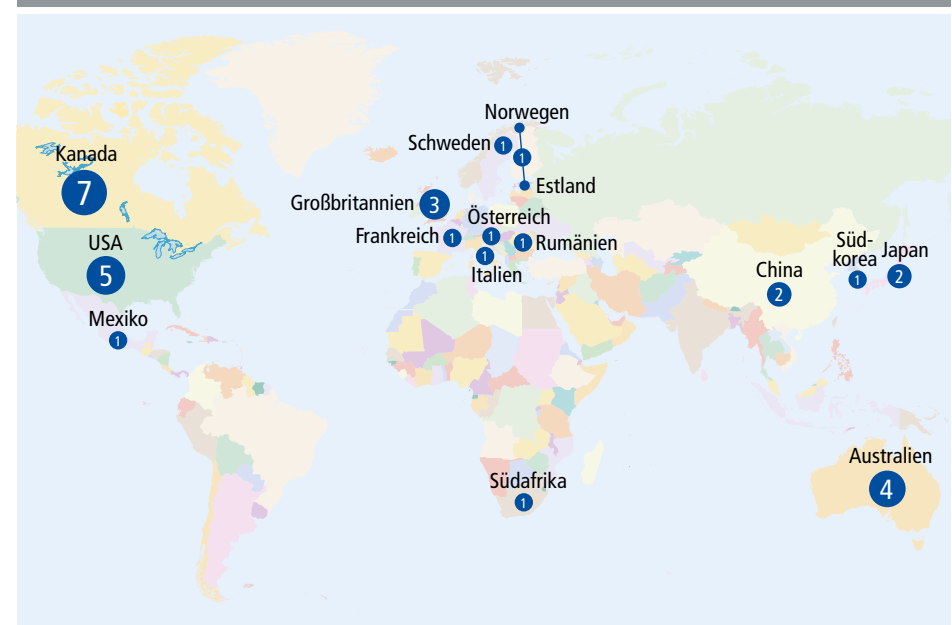 Norwegen
Schweden 1
1
Kanada
7
Estland
Großbritannien 3
Österreich
1
Frankreich 1
1 Rumänien
USA
5
1
Italien
Süd-
korea
1
Japan
2
China
2
Mexiko
1
Australien
4
Südafrika
1